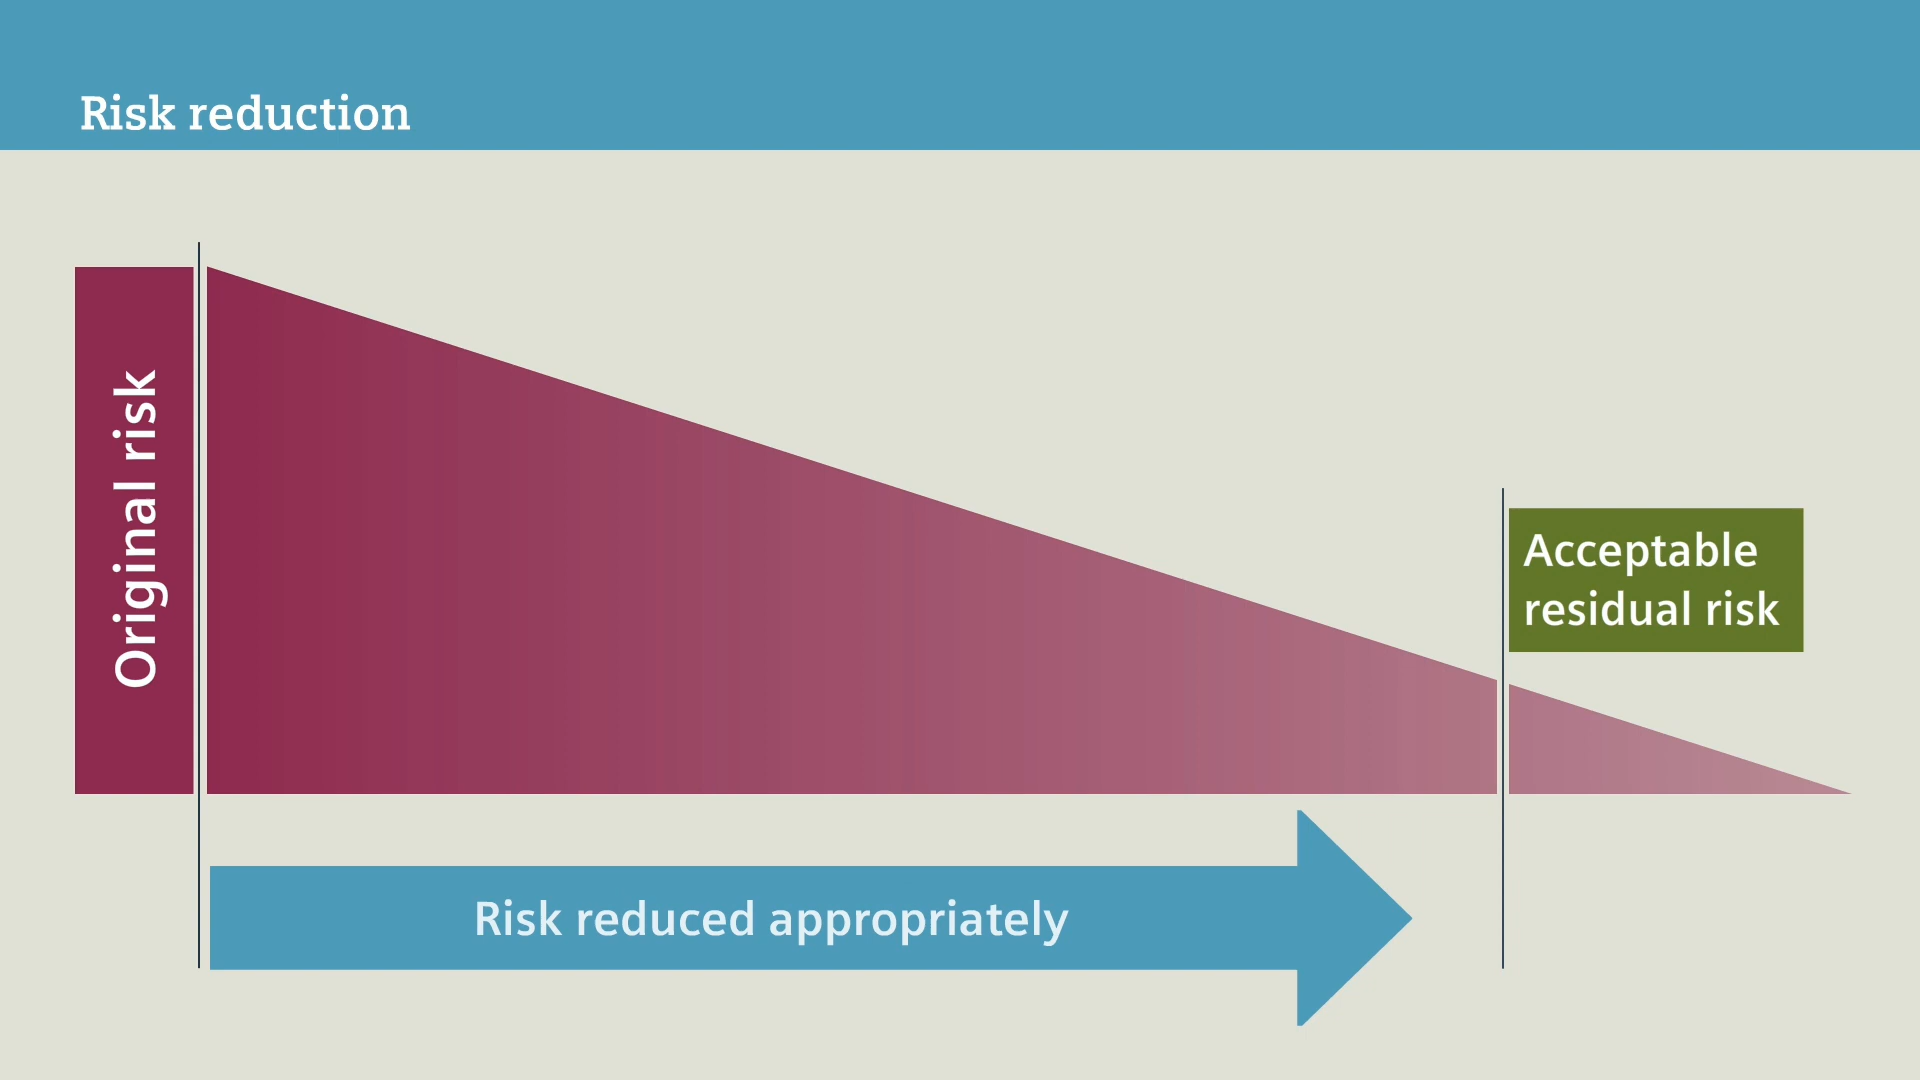 Risk reduction
Original risk
Acceptable
residual risk
Risk reduced appropriately